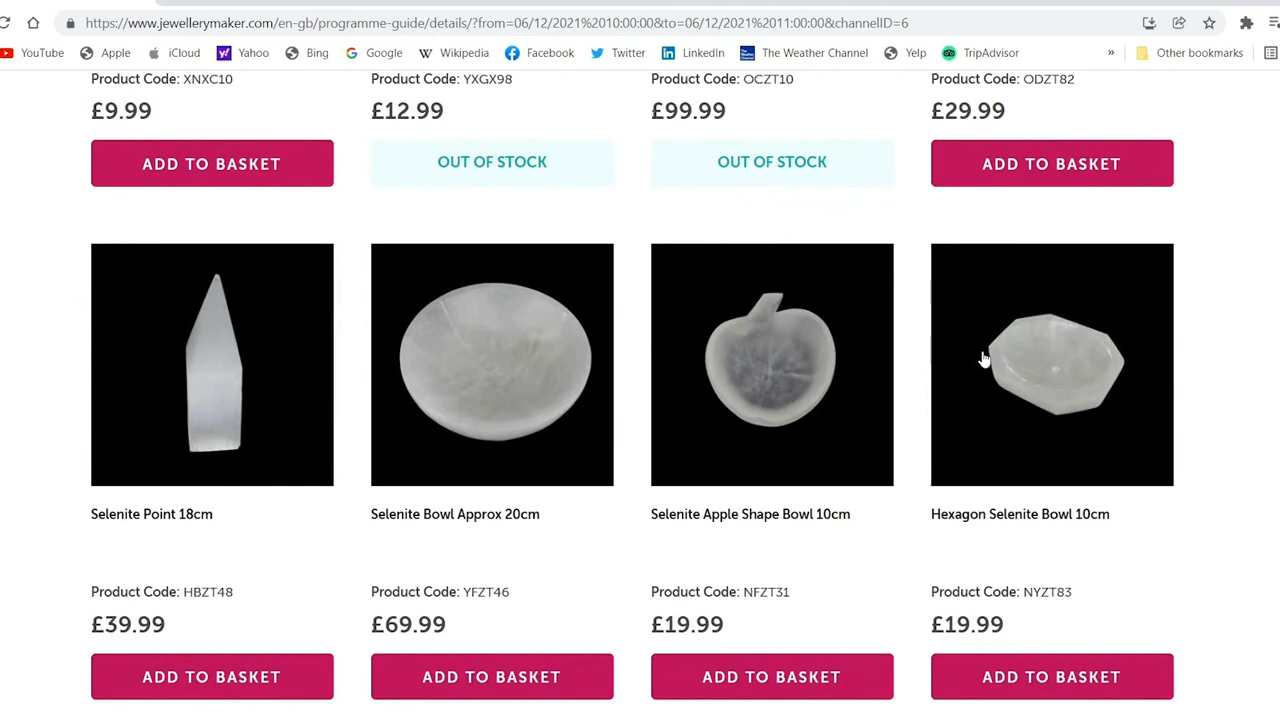 https://www.jewellerymaker.com/en-gb/programme-guide/details/?from=06/12/2021%2010:00:00&to=06/12/2021%2011:00:00&channelID=6
YouTube Apple iCloud Yahoo Bing Google Wikipedia Facebook Twitter LinkedIn The Weather Channel Yelp TripAdvisor » Other bookmarks
Product Code: XNXC10 Product Code: YXGX98 Product Code: OCZT10 Product Code: ODZT82
£9.99 £12.99 £99.99 £29.99
ADD TO BASKET OUT OF STOCK OUT OF STOCK ADD TO BASKET
Selenite Point 18cm Selenite Bowl Approx 20cm Selenite Apple Shape Bowl 10cm Hexagon Selenite Bowl 10cm
Product Code: HBZT48 Product Code: YFZT46 Product Code: NFZT31 Product Code: NYZT83
£39.99 £69.99 £19.99 £19.99
ADD TO BASKET ADD TO BASKET ADD TO BASKET ADD TO BASKET